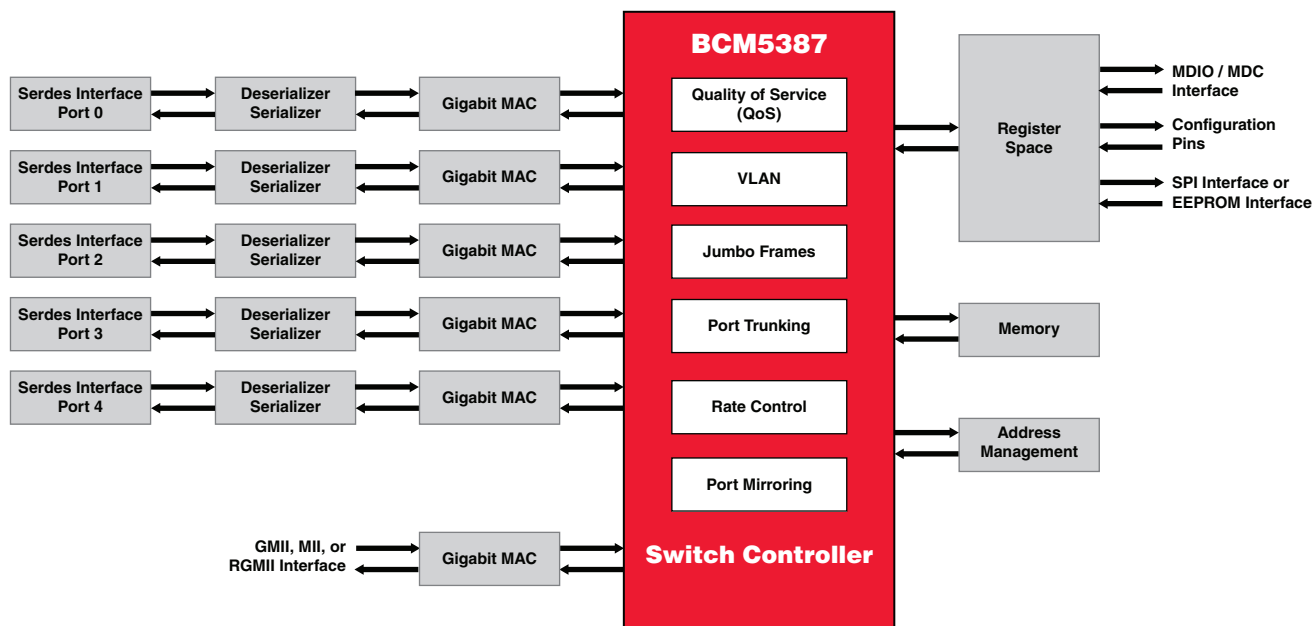 BCM5387
Serdes Interface
Port 0
Deserializer
Serializer
Gigabit MAC
Quality of Service
(QoS)
Serdes Interface
Port 1
Deserializer
Serializer
Gigabit MAC
VLAN
Serdes Interface
Port 2
Deserializer
Serializer
Gigabit MAC
Jumbo Frames
Serdes Interface
Port 3
Deserializer
Serializer
Gigabit MAC
Port Trunking
Serdes Interface
Port 4
Deserializer
Serializer
Gigabit MAC
Rate Control
Port Mirroring
GMII, MII, or
RGMII Interface
Gigabit MAC
Switch Controller
Register
Space
MDIO / MDC
Interface
Configuration
Pins
SPI Interface or
EEPROM Interface
Memory
Address
Management